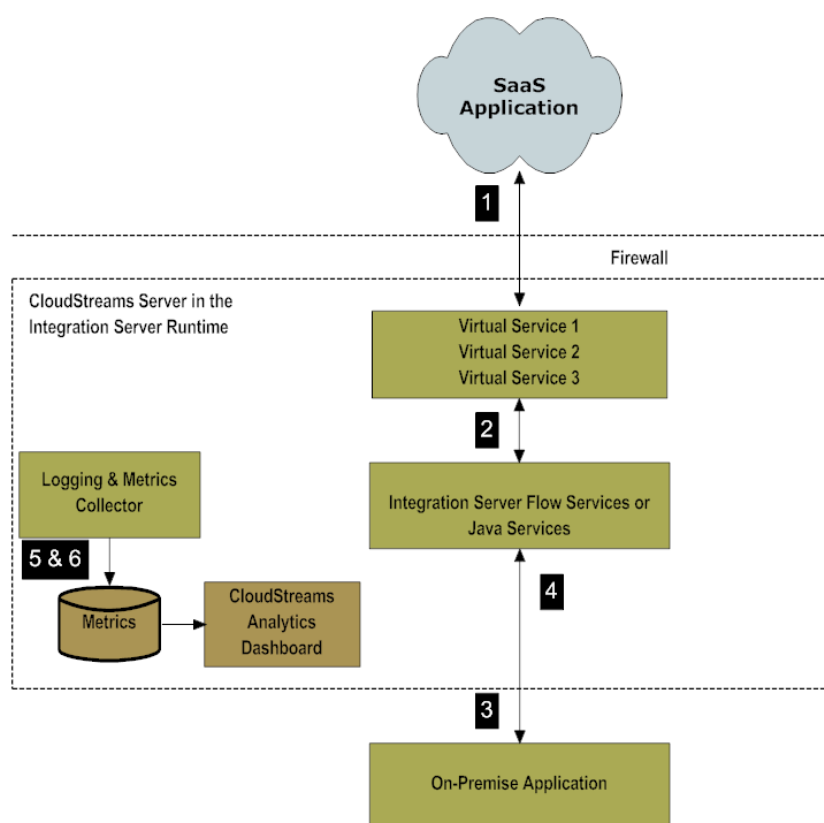 SaaS
Application
1
Firewall
CloudStreams Server in the
Integration Server Runtime
Virtual Service 1
Virtual Service 2
Virtual Service 3
2
Logging & Metrics
Collector
Integration Server Flow Services or
Java Services
5 & 6
4
Metrics
CloudStreams
Analytics
Dashboard
3
On-Premise Application